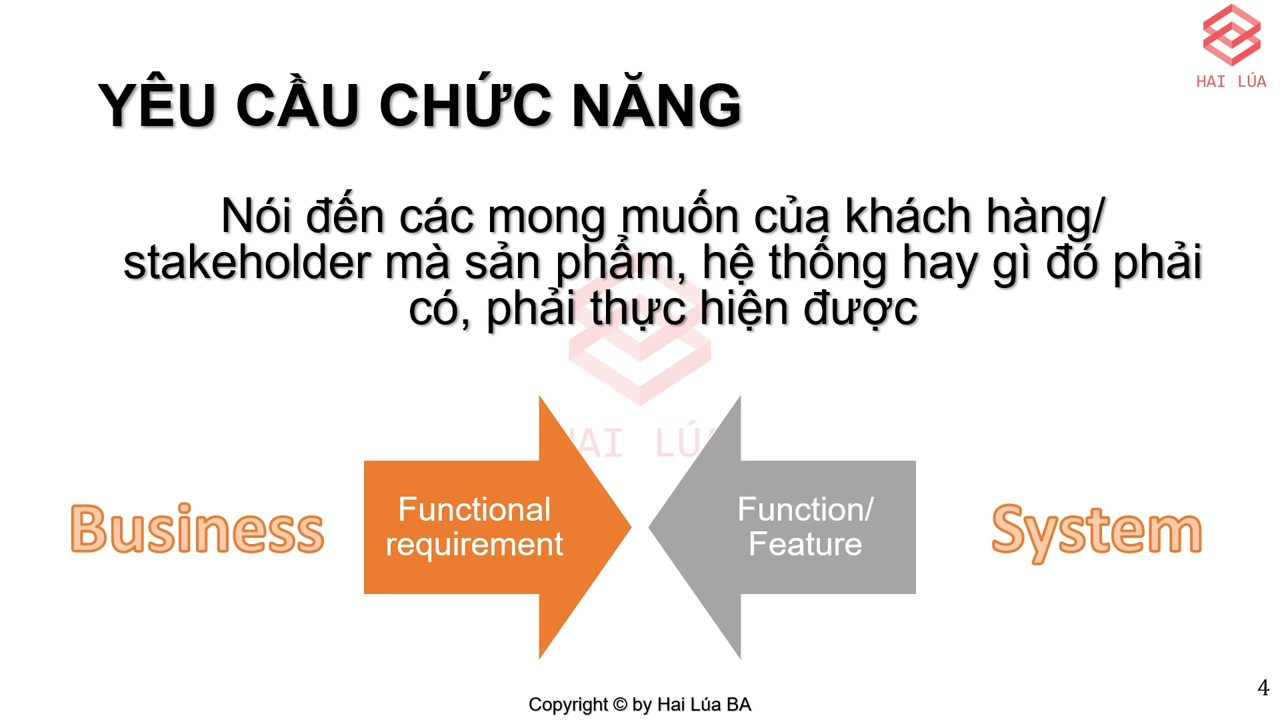 HAI LÚA
YÊU CẦU CHỨC NĂNG
Nói đến các mong muốn của khách hàng/
stakeholder mà sản phẩm, hệ thống hay gì đó phải
có, phải thực hiện được
HAI LÚA
Business
Functional
requirement
Function/
Feature
System
Copyright © by Hai Lúa BA
4